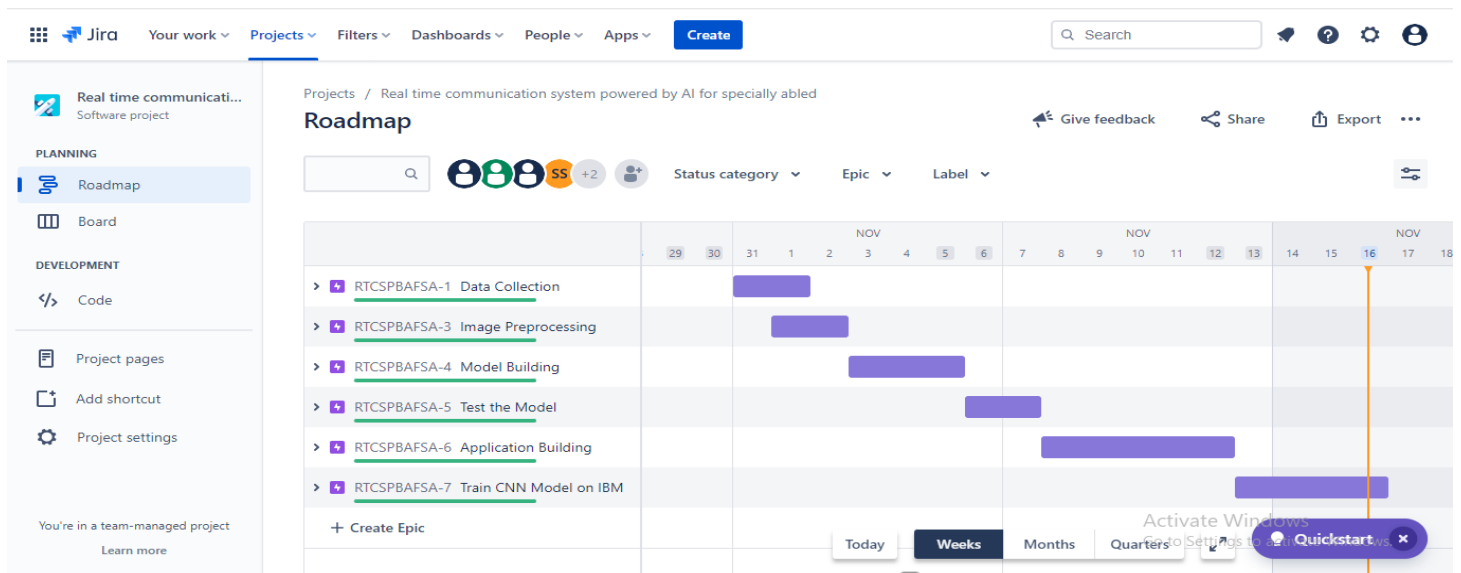 Jira Your work Projects Filters Dashboards People Apps Create Search
Real time communicati...
Software project
PLANNING
Roadmap
Board
DEVELOPMENT
Code
Project pages
Add shortcut
Project settings
You're in a team-managed project
Learn more
Projects / Real time communication system powered by AI for specially abled
Roadmap
Give feedback Share Export
SS +2 Status category Epic Label
NOV NOV NOV
29 30 31 1 2 3 4 5 6 7 8 9 10 11 12 13 14 15 16 17 18
RTCSPBAFSA-1 Data Collection
RTCSPBAFSA-3 Image Preprocessing
RTCSPBAFSA-4 Model Building
RTCSPBAFSA-5 Test the Model
RTCSPBAFSA-6 Application Building
RTCSPBAFSA-7 Train CNN Model on IBM
+ Create Epic
Activate Windows
Go to Settings to activate Windows.
Today Weeks Months Quarters Quickstart